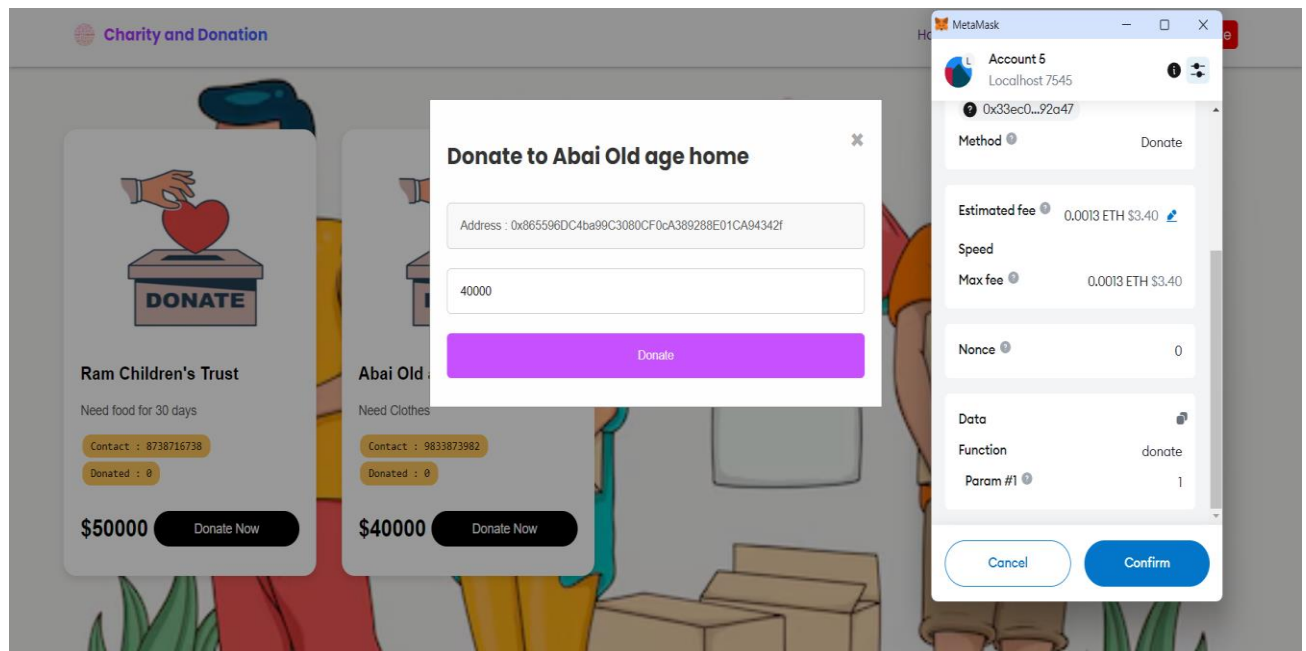 Charity and Donation
MetaMask
Account 5
Localhost 7545
0x33ec0...92a47
Method
Donate
Estimated fee
0.0013 ETH $3.40
Speed
Max fee
0.0013 ETH $3.40
Nonce
0
Data
Function
donate
Param #1
1
Cancel
Confirm
Donate to Abai Old age home
Address : 0x865596DC4ba99C3080CF0cA389288E01CA94342f
40000
Donate
DONATE
Ram Children's Trust
Need food for 30 days
Contact : 8738716738
Donated : 0
$50000
Donate Now
Abai Old
Need Clothes
Contact : 9833873982
Donated : 0
$40000
Donate Now